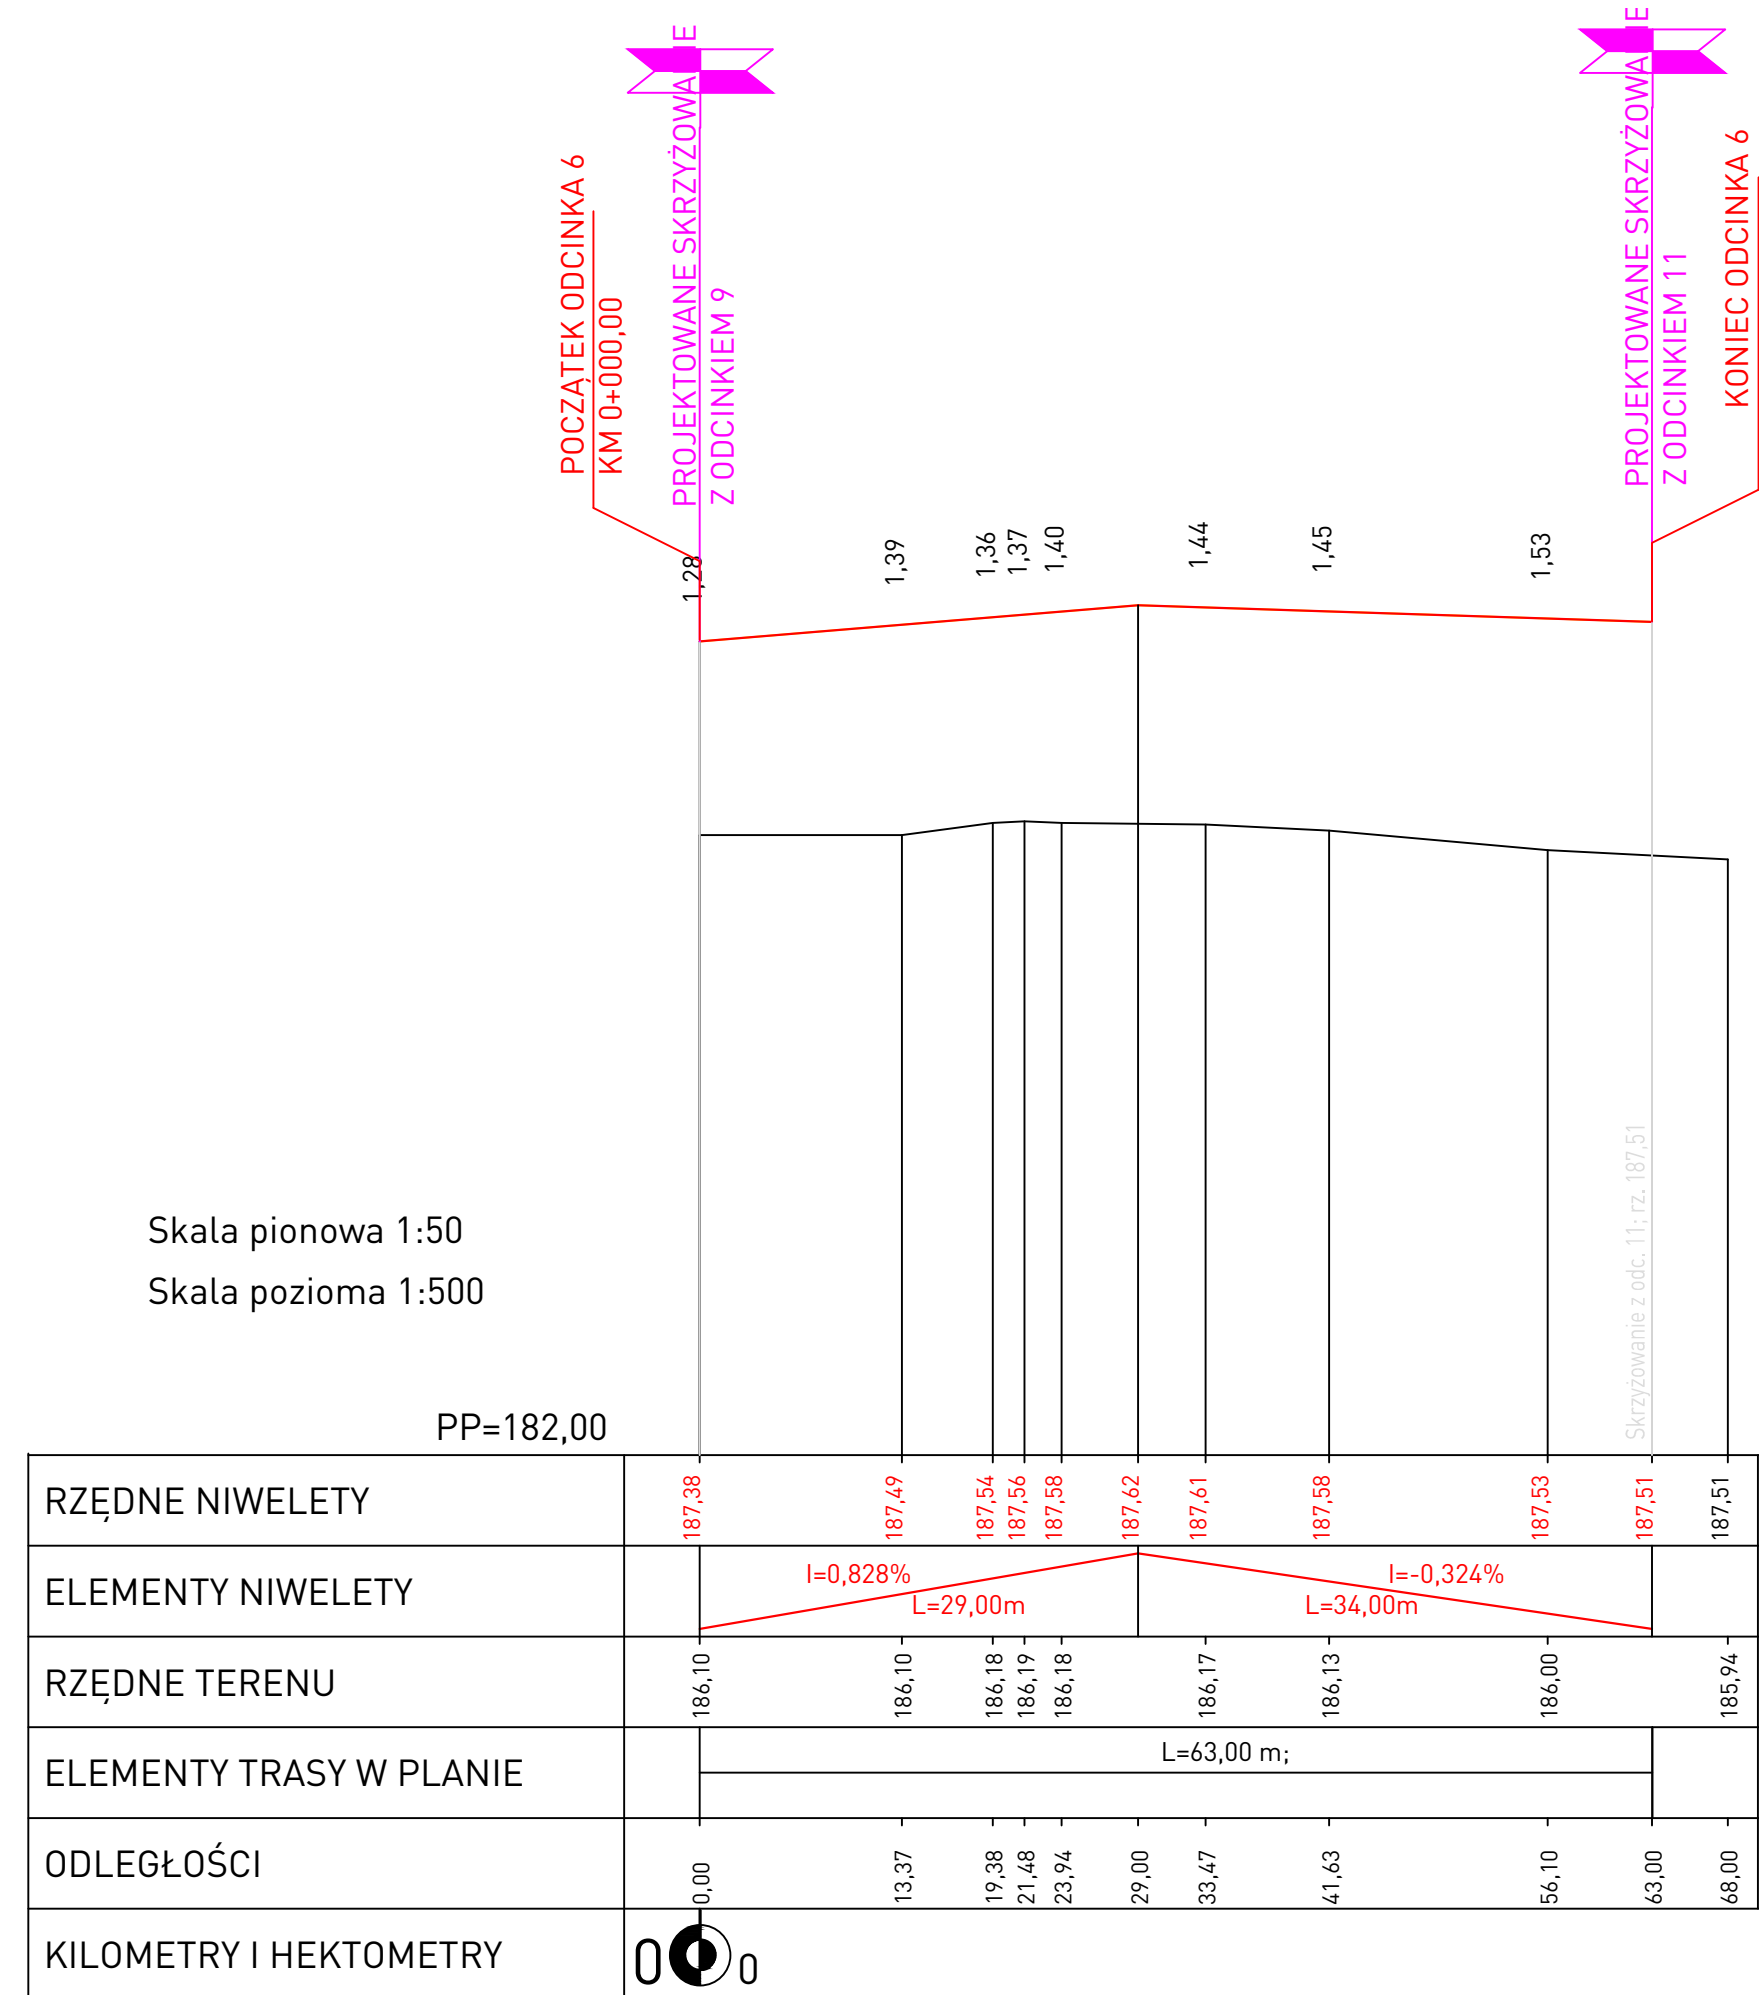 POCZĄTEK ODCINKA 6
KM 0+000,00
PROJEKTOWANE SKRZYŻOWANIE
Z ODCINKIEM 9
PROJEKTOWANE SKRZYŻOWANIE
Z ODCINKIEM 11
KONIEC ODCINKA 6
1,28
1,39
1,36
1,37
1,40
1,44
1,45
1,53
Skrzyżowanie z odc. 11; rz. 187,51
Skala pionowa 1:50
Skala pozioma 1:500
PP=182,00
RZĘDNE NIWELETY
187,38
187,49
187,54
187,56
187,58
187,62
187,61
187,58
187,53
187,51
187,51
ELEMENTY NIWELETY
I=0,828%
L=29,00m
I=-0,324%
L=34,00m
RZĘDNE TERENU
186,10
186,10
186,18
186,19
186,18
186,17
186,13
186,00
185,94
ELEMENTY TRASY W PLANIE
L=63,00 m;
ODLEGŁOŚCI
0,00
13,37
19,38
21,48
23,94
29,00
33,47
41,63
56,10
63,00
68,00
KILOMETRY I HEKTOMETRY
0
0